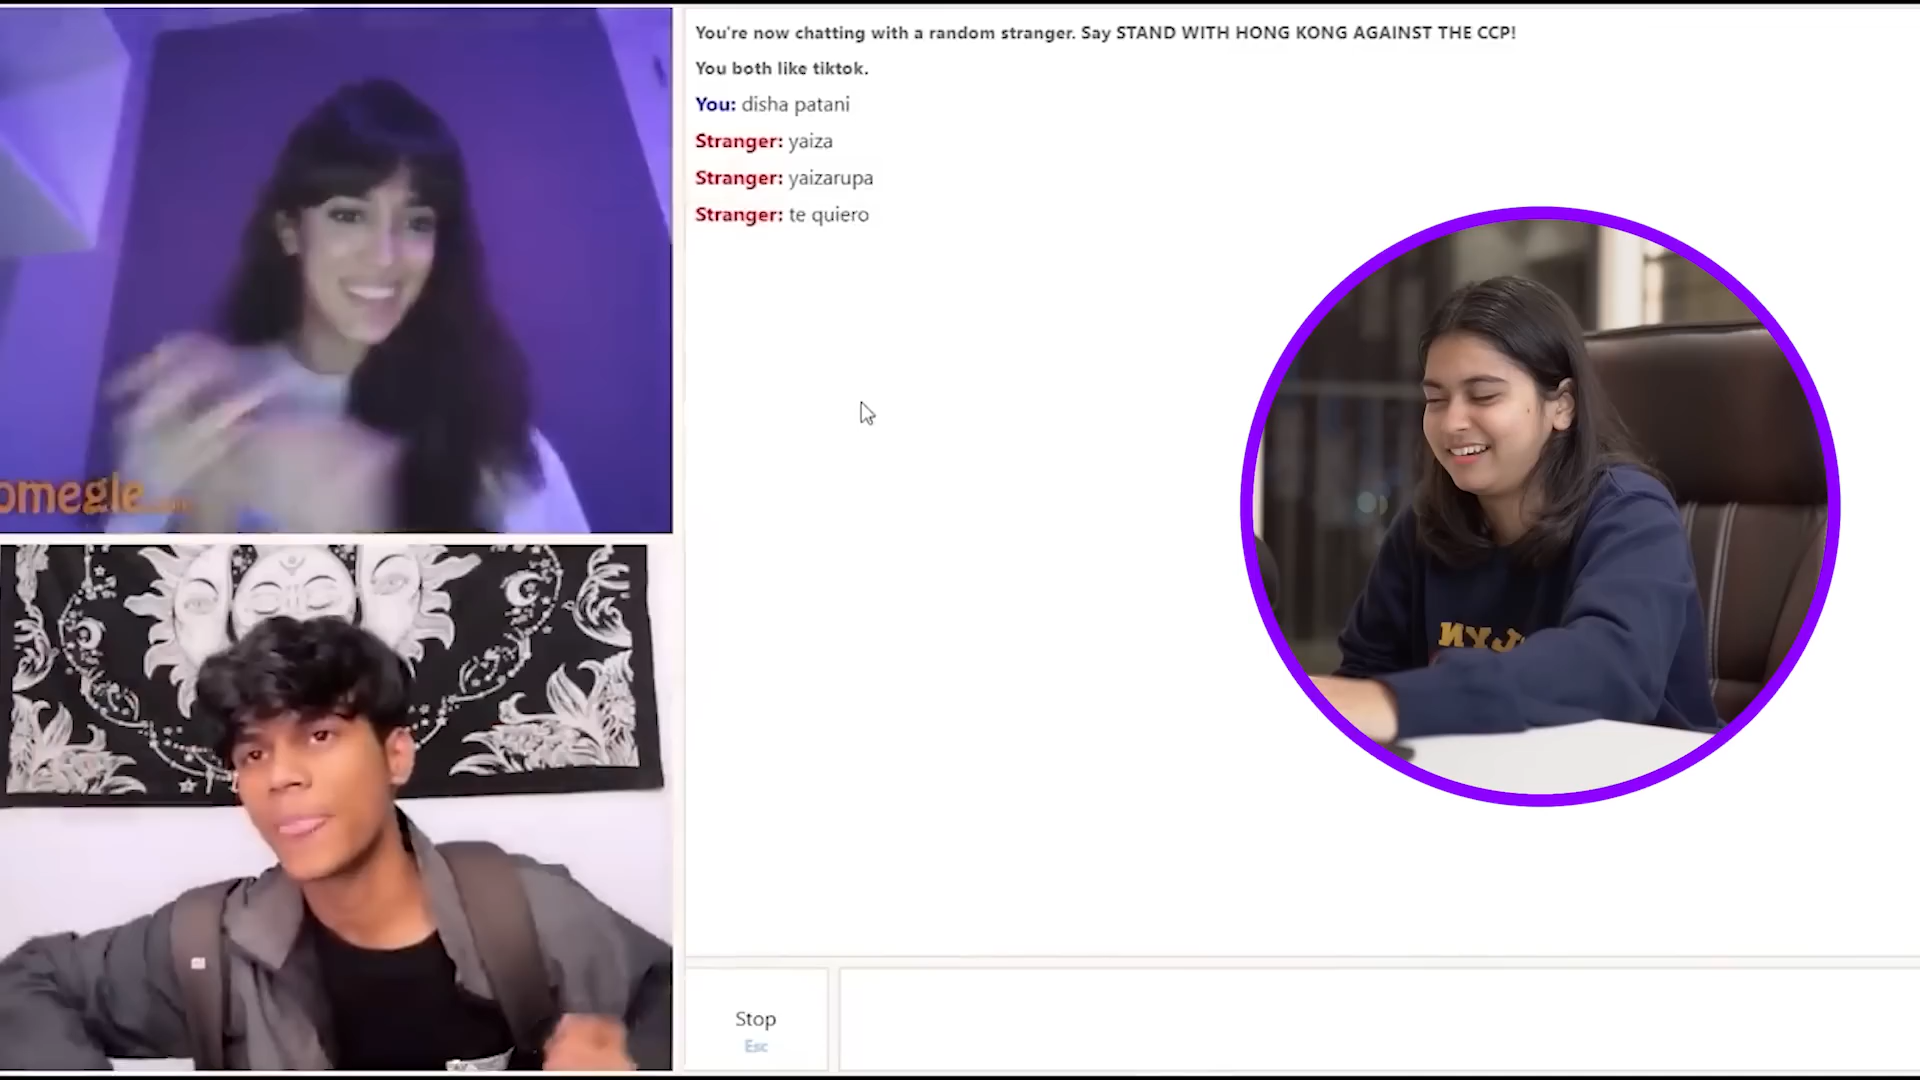 You're now chatting with a random stranger. Say STAND WITH HONG KONG AGAINST THE CCP!
You both like tiktok.
You: disha patani
Stranger: yaiza
Stranger: yaizarupa
Stranger: te quiero
omegle
Stop
Esc